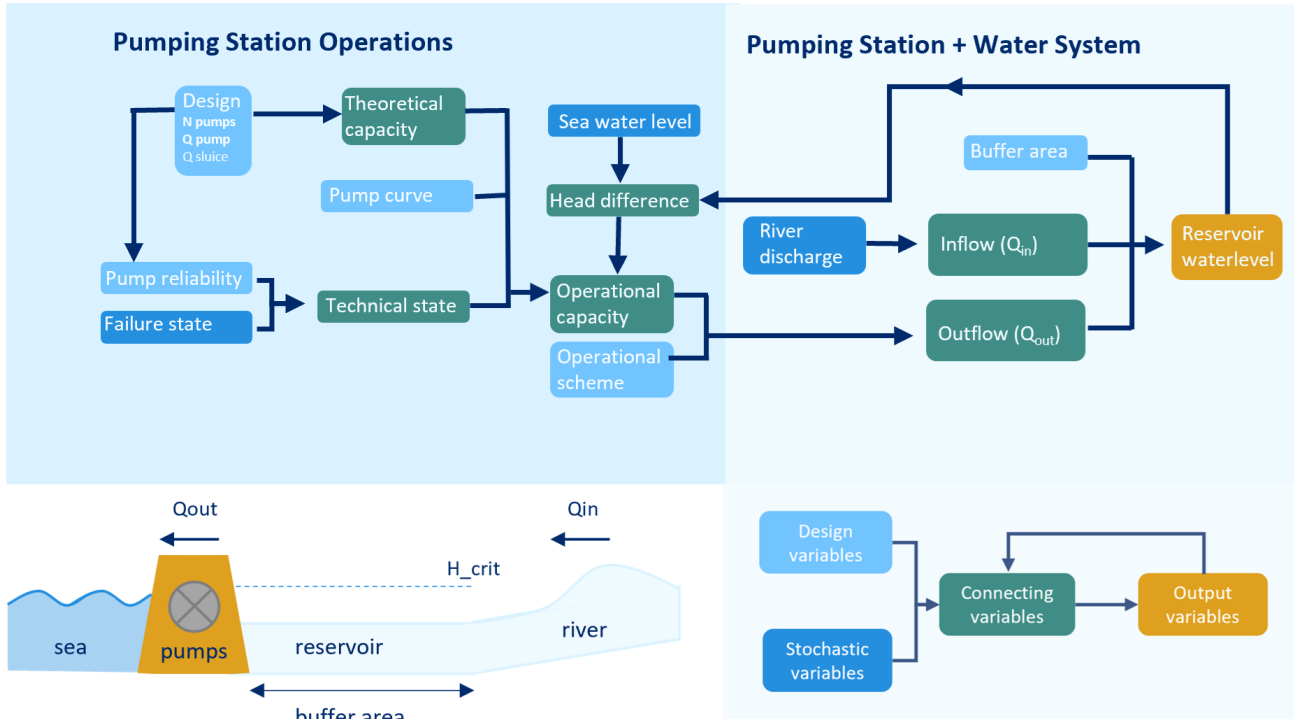 Pumping Station Operations
Pumping Station + Water System
Design
N pumps
Q pump
Q sluice
Theoretical
capacity
Sea water level
Buffer area
Pump curve
Head difference
River
discharge
Inflow (Qin)
Reservoir
waterlevel
Pump reliability
Failure state
Technical state
Operational
capacity
Operational
scheme
Outflow (Qout)
Qout
Qin
H_crit
sea
pumps
reservoir
river
buffer area
Design
variables
Stochastic
variables
Connecting
variables
Output
variables